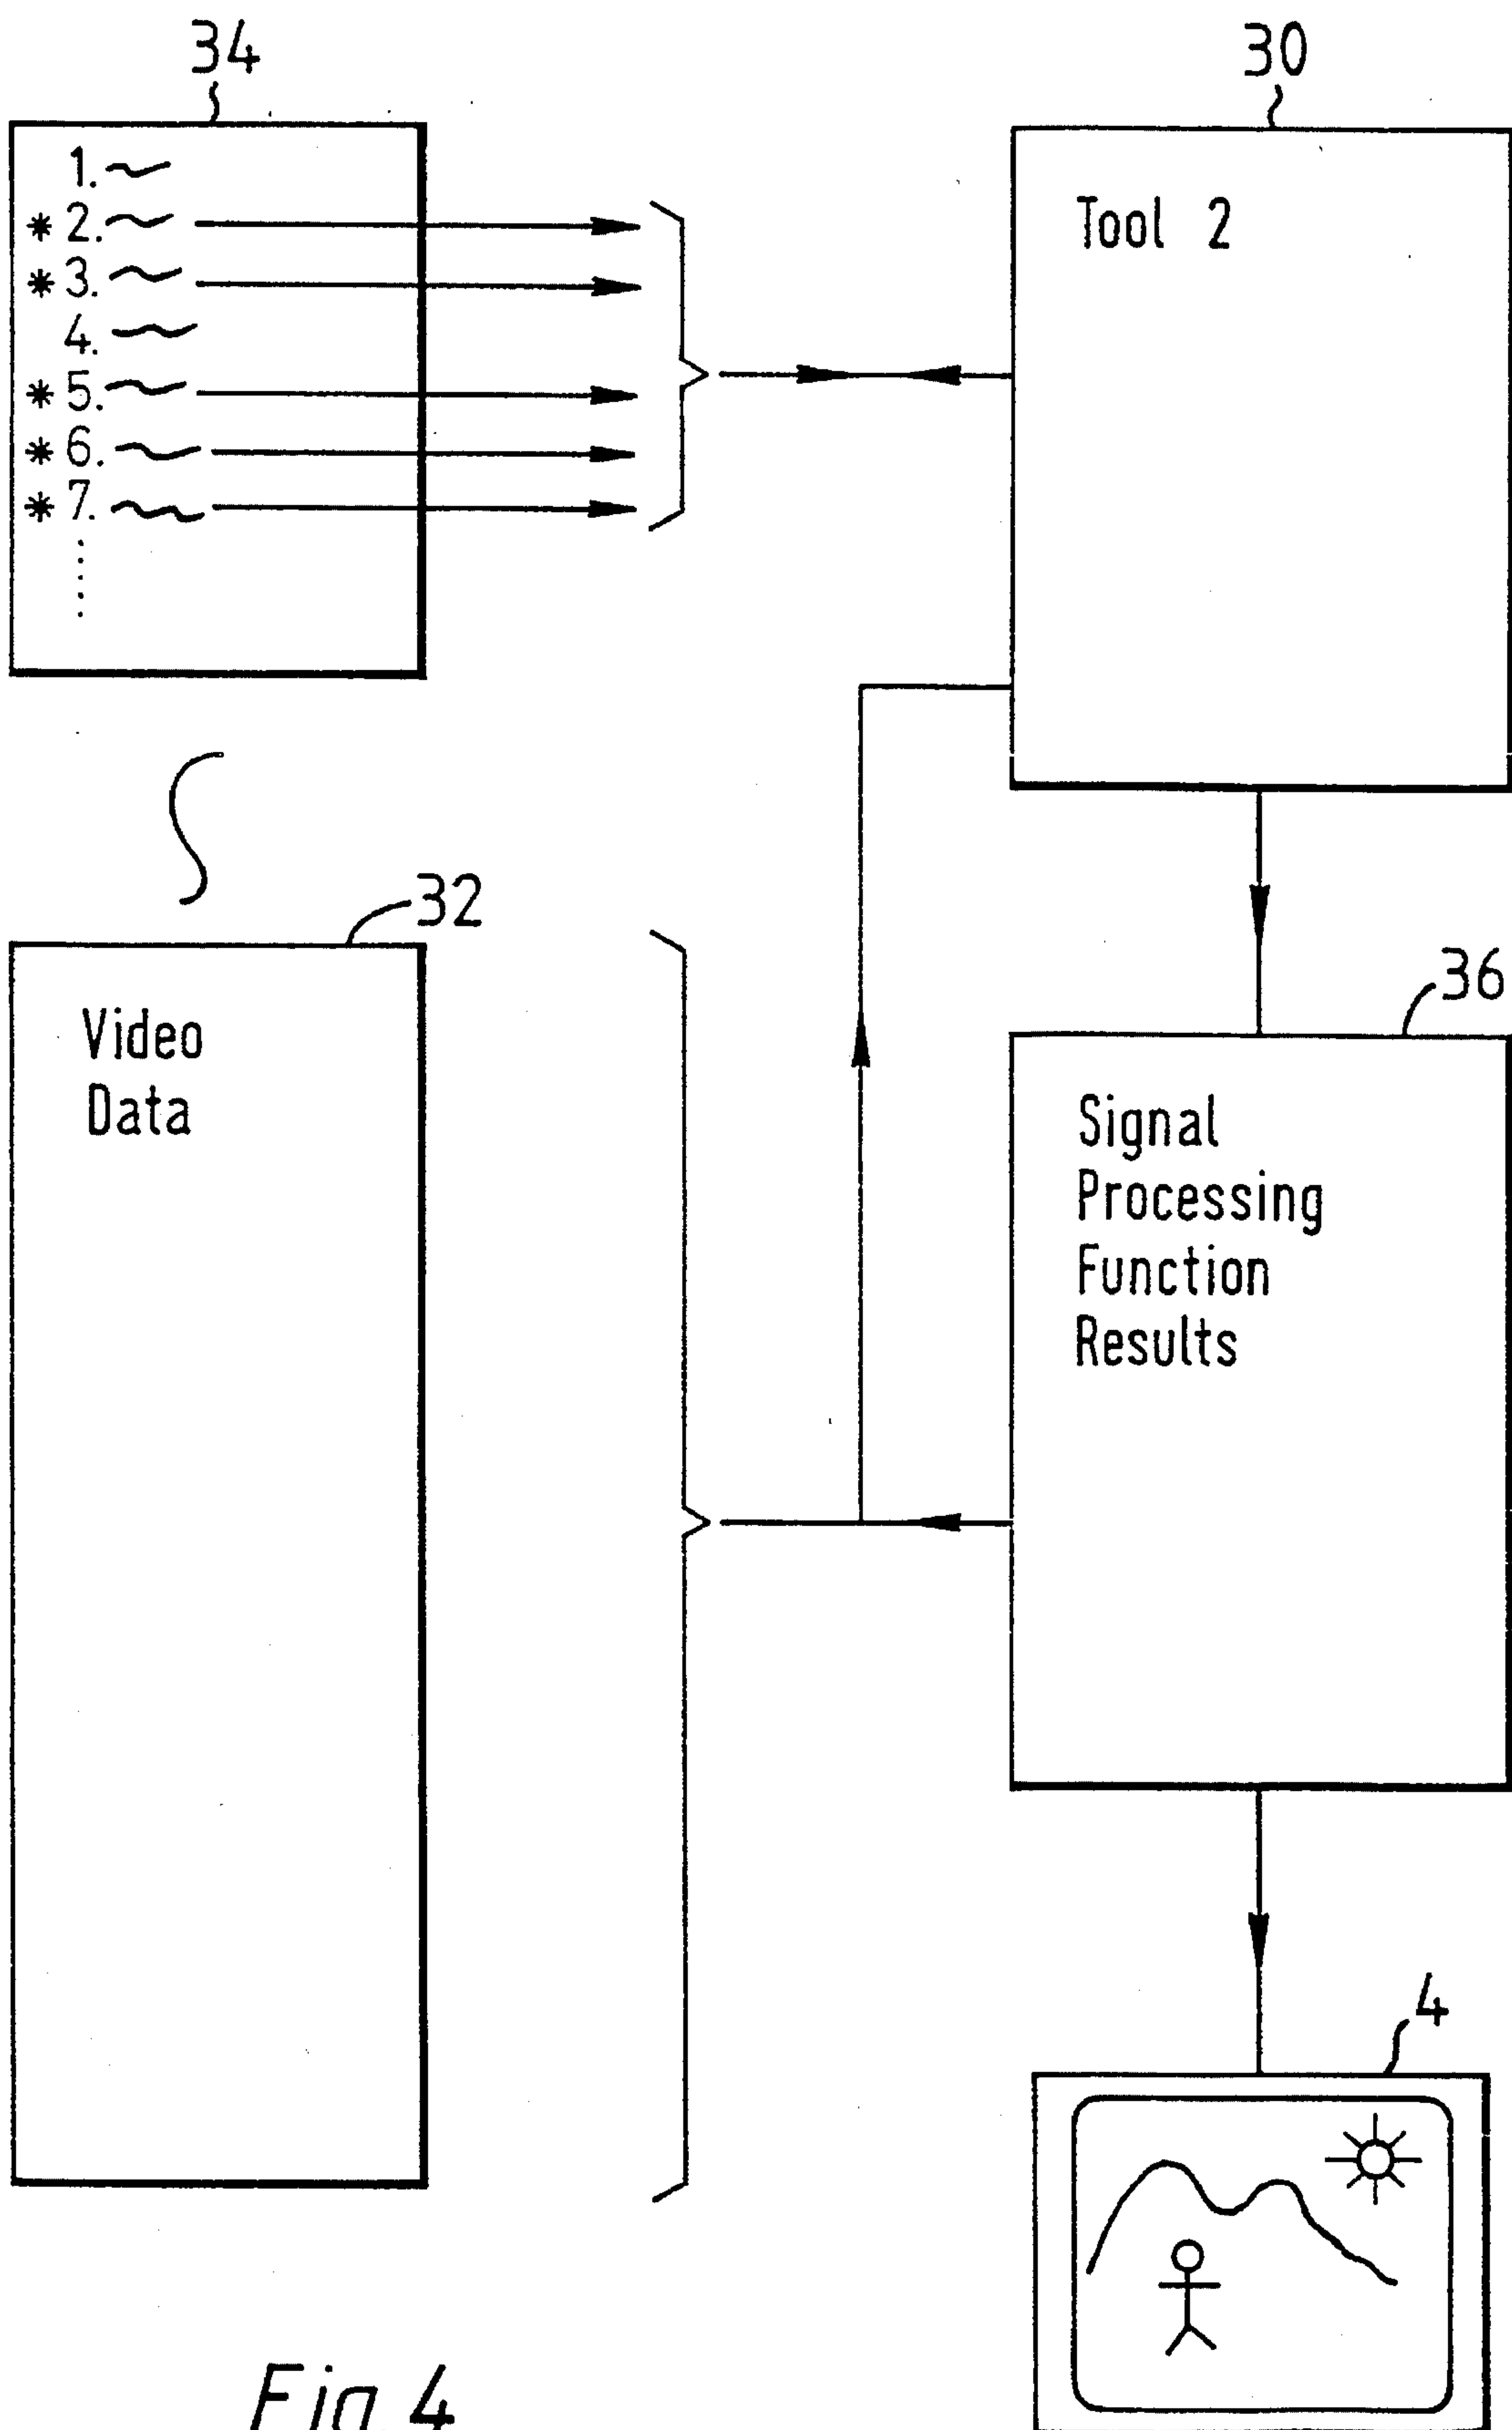 34
30
1.
* 2.
* 3.
4.
* 5.
* 6.
* 7.
Tool 2
32
36
Video
Data
Signal
Processing
Function
Results
4
Fig. 4